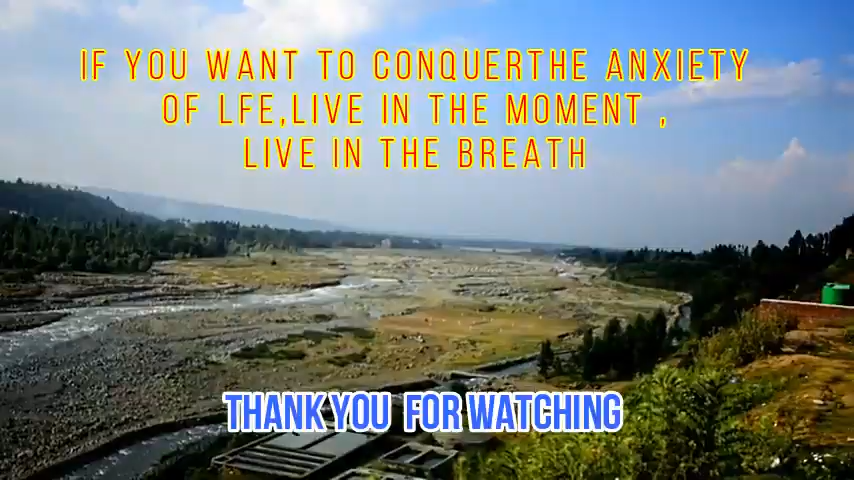 IF YOU WANT TO CONQUERTHE ANXIETY
OF LFE,LIVE IN THE MOMENT ,
LIVE IN THE BREATH
THANK YOU FOR WATCHING